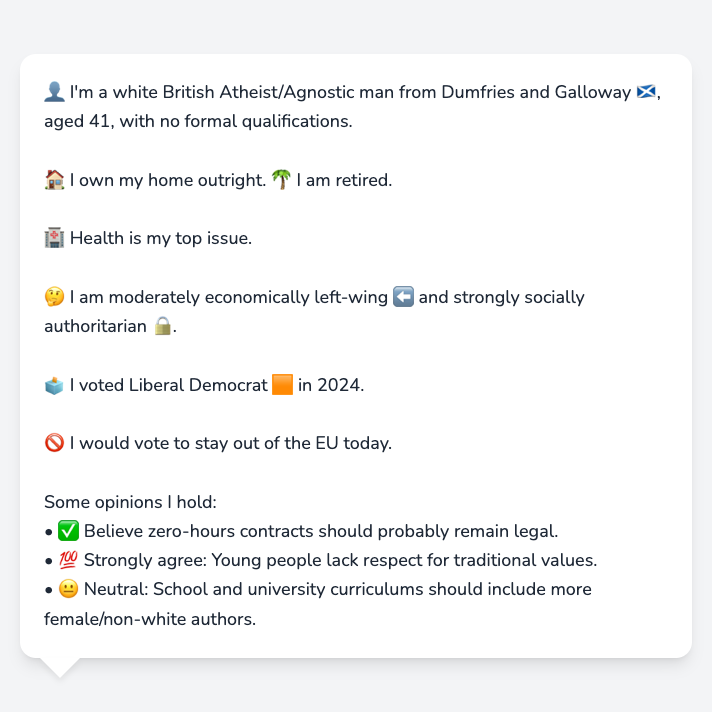 👤 I'm a white British Atheist/Agnostic man from Dumfries and Galloway 🏴󠁧󠁢󠁳󠁣󠁴󠁿,
aged 41, with no formal qualifications.
🏠 I own my home outright. 🌴 I am retired.
🏥 Health is my top issue.
🤔 I am moderately economically left-wing ⬅️ and strongly socially
authoritarian 🔒.
🗳️ I voted Liberal Democrat 🟧 in 2024.
🚫 I would vote to stay out of the EU today.
Some opinions I hold:
• ✅ Believe zero-hours contracts should probably remain legal.
• 💯 Strongly agree: Young people lack respect for traditional values.
• 😐 Neutral: School and university curriculums should include more
female/non-white authors.